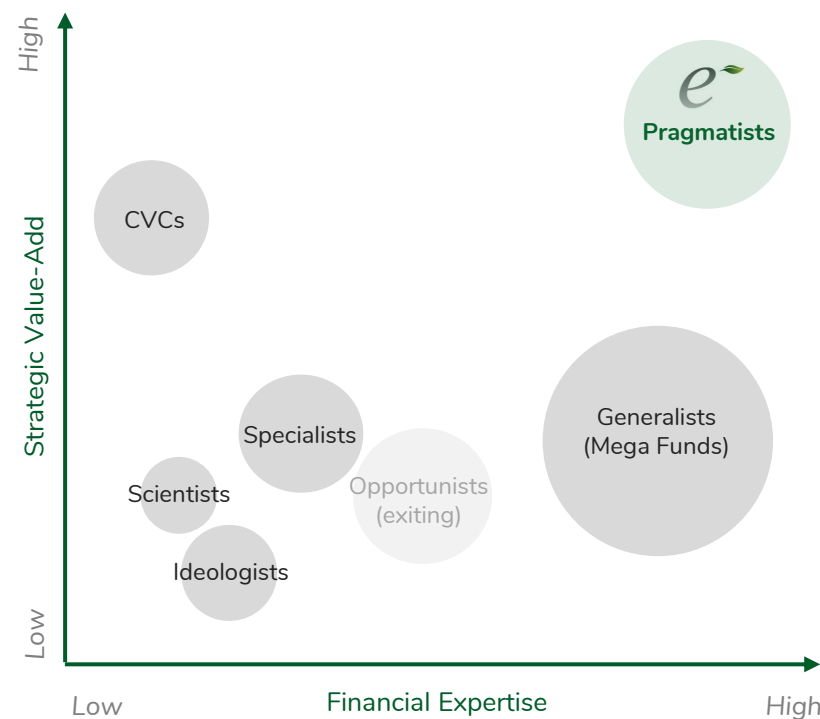 High
e
Pragmatists
CVCs
Strategic Value-Add
Generalists
(Mega Funds)
Specialists
Opportunists
(exiting)
Scientists
Ideologists
Low
Low
Financial Expertise
High